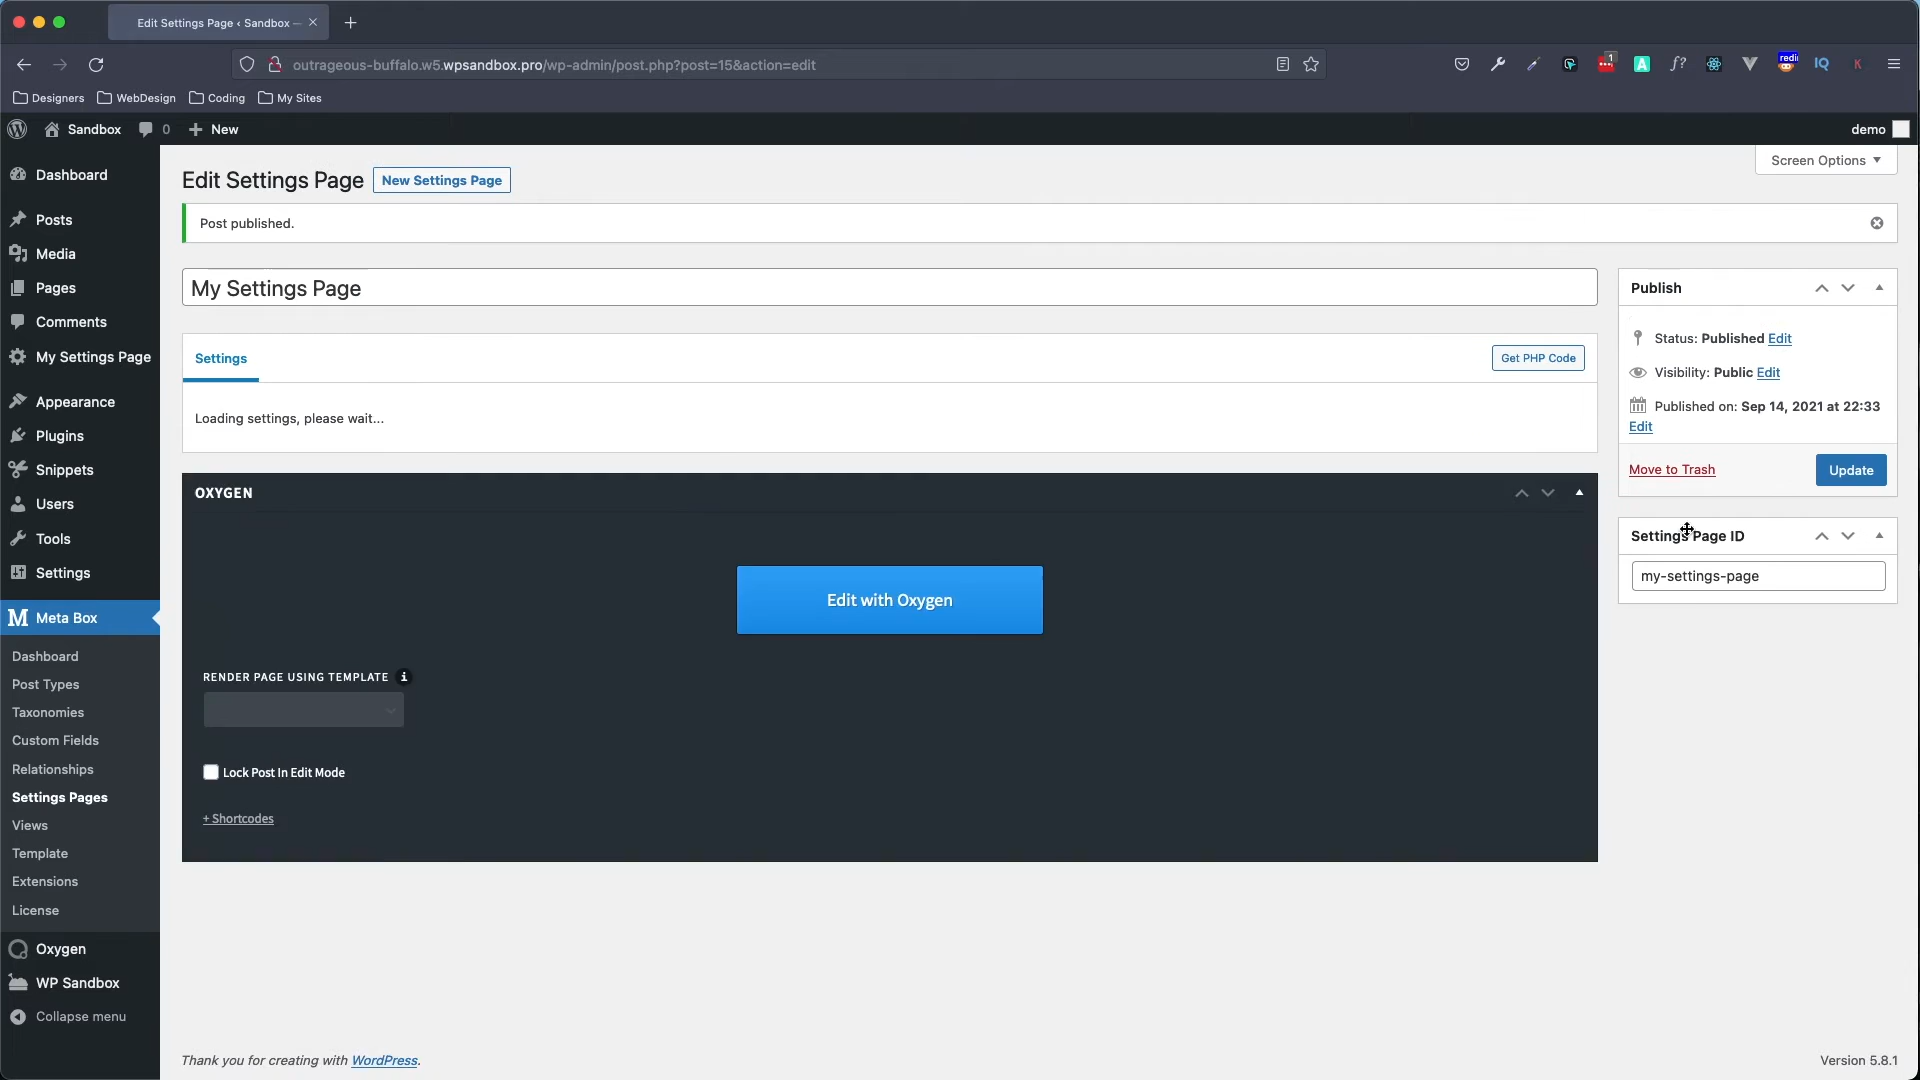 Edit Settings Page ‹ Sandbox —
outrageous-buffalo.w5.wpsandbox.pro/wp-admin/post.php?post=15&action=edit
Designers
WebDesign
Coding
My Sites
Sandbox
0
New
demo
Dashboard
Posts
Media
Pages
Comments
My Settings Page
Appearance
Plugins
Snippets
Users
Tools
Settings
Meta Box
Dashboard
Post Types
Taxonomies
Custom Fields
Relationships
Settings Pages
Views
Template
Extensions
License
Oxygen
WP Sandbox
Collapse menu
Screen Options
Edit Settings Page
New Settings Page
Post published.
My Settings Page
Settings
Get PHP Code
Loading settings, please wait...
OXYGEN
Edit with Oxygen
RENDER PAGE USING TEMPLATE
Lock Post In Edit Mode
+ Shortcodes
Publish
Status: Published Edit
Visibility: Public Edit
Published on: Sep 14, 2021 at 22:33
Edit
Move to Trash
Update
Settings Page ID
my-settings-page
Thank you for creating with WordPress.
Version 5.8.1